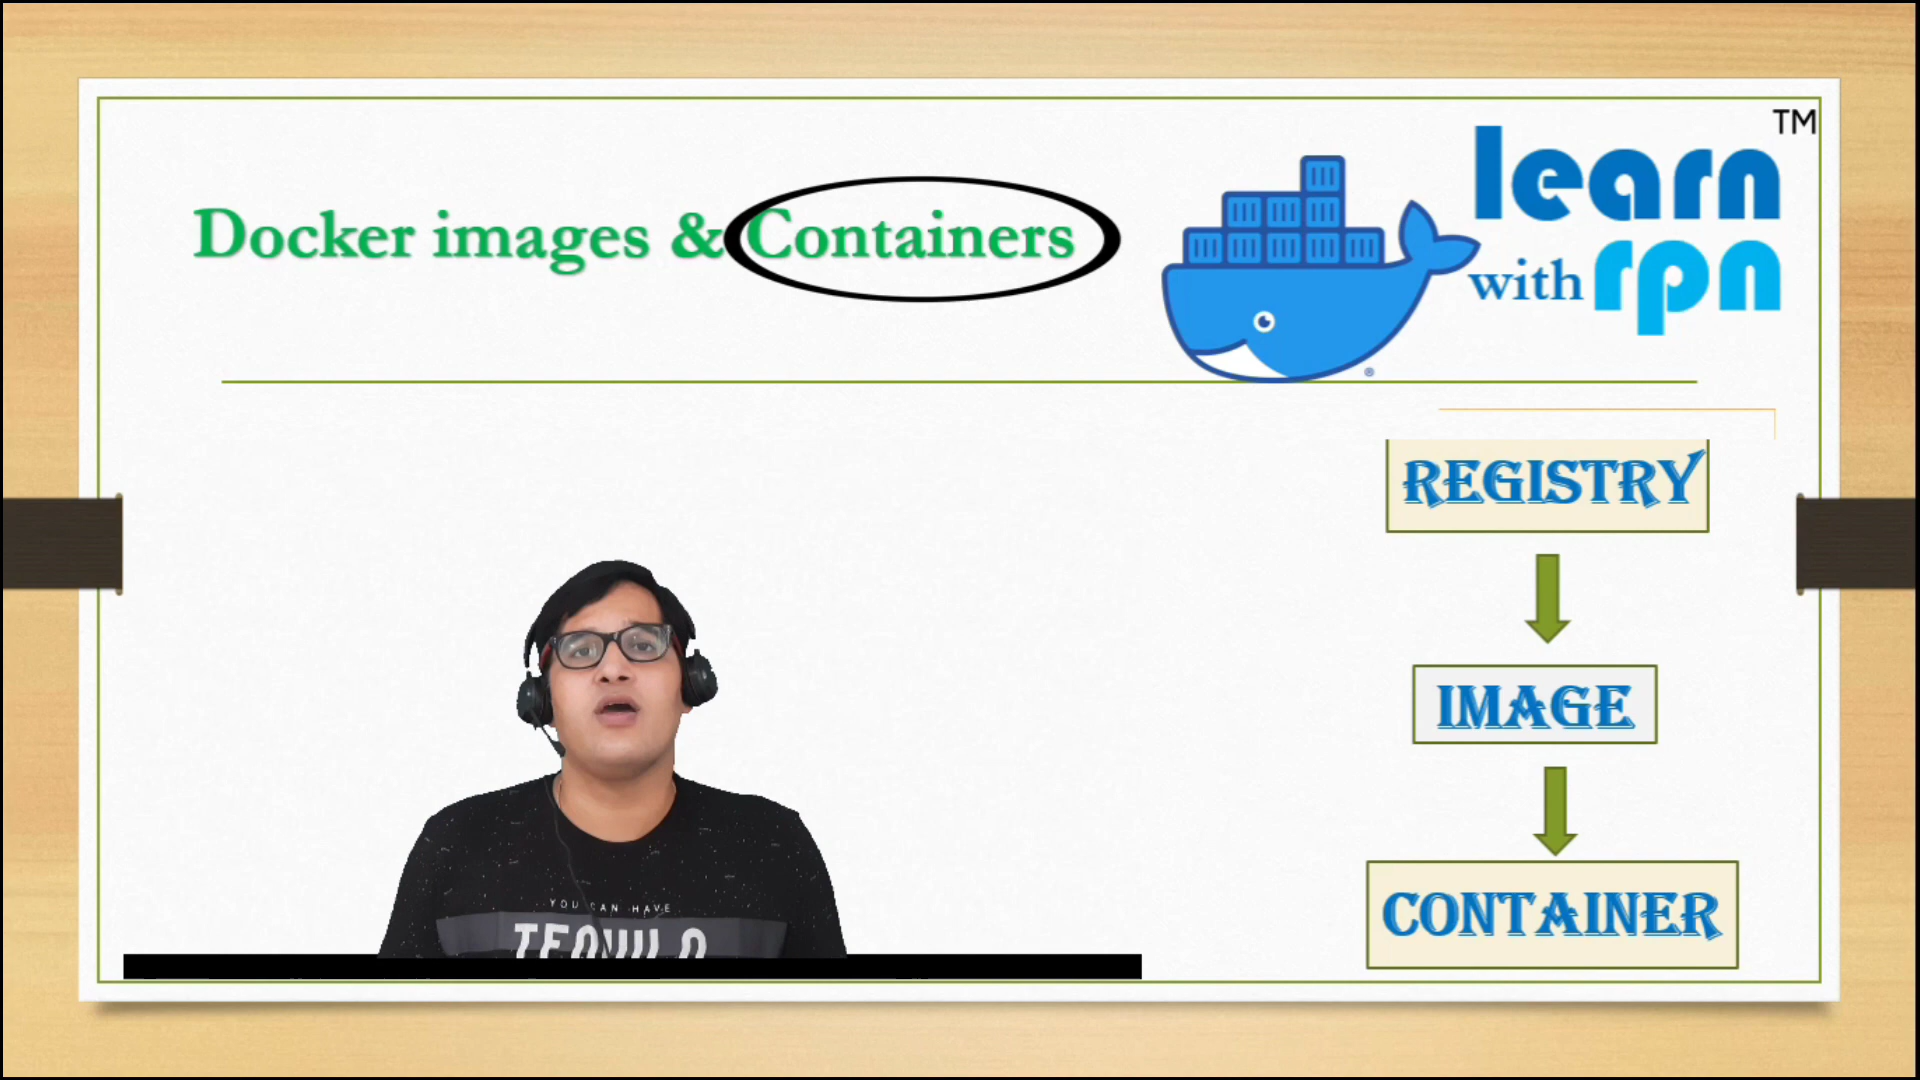 Docker images & Containers
TM
learn
with rpn
®
REGISTRY
IMAGE
CONTAINER
YOU CAN HAVE